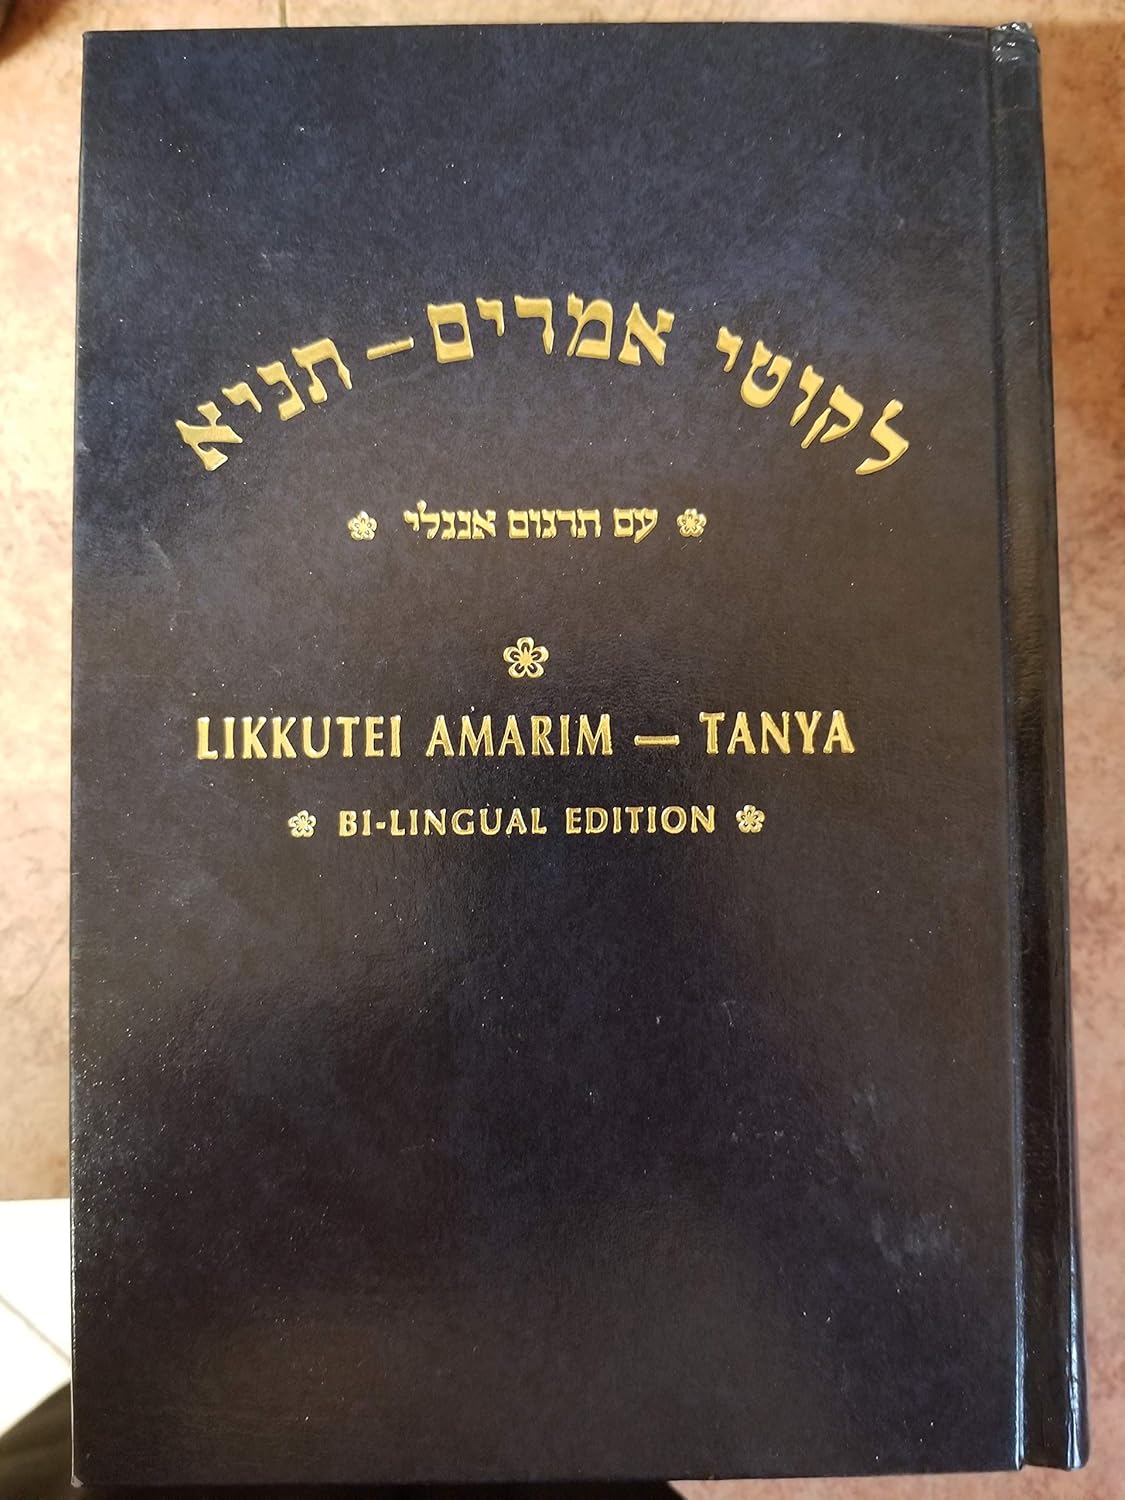 לקוטי אמרים – תניא
עם תרגום אנגלי
LIKKUTEI AMARIM — TANYA
BI-LINGUAL EDITION